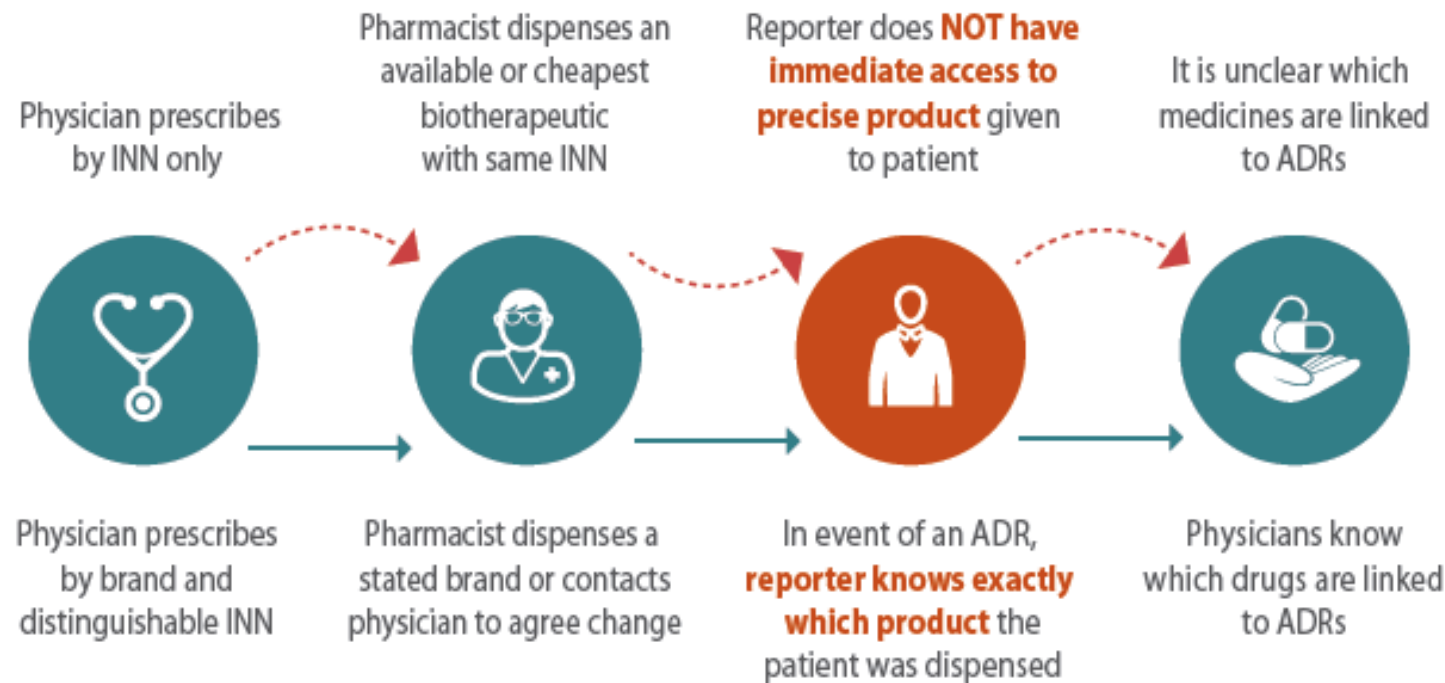 Physician prescribes
by INN only
Pharmacist dispenses an
available or cheapest
biotherapeutic
with same INN
Reporter does NOT have
immediate access to
precise product given
to patient
It is unclear which
medicines are linked
to ADRs
Physician prescribes
by brand and
distinguishable INN
Pharmacist dispenses a
stated brand or contacts
physician to agree change
In event of an ADR,
reporter knows exactly
which product the
patient was dispensed
Physicians know
which drugs are linked
to ADRs